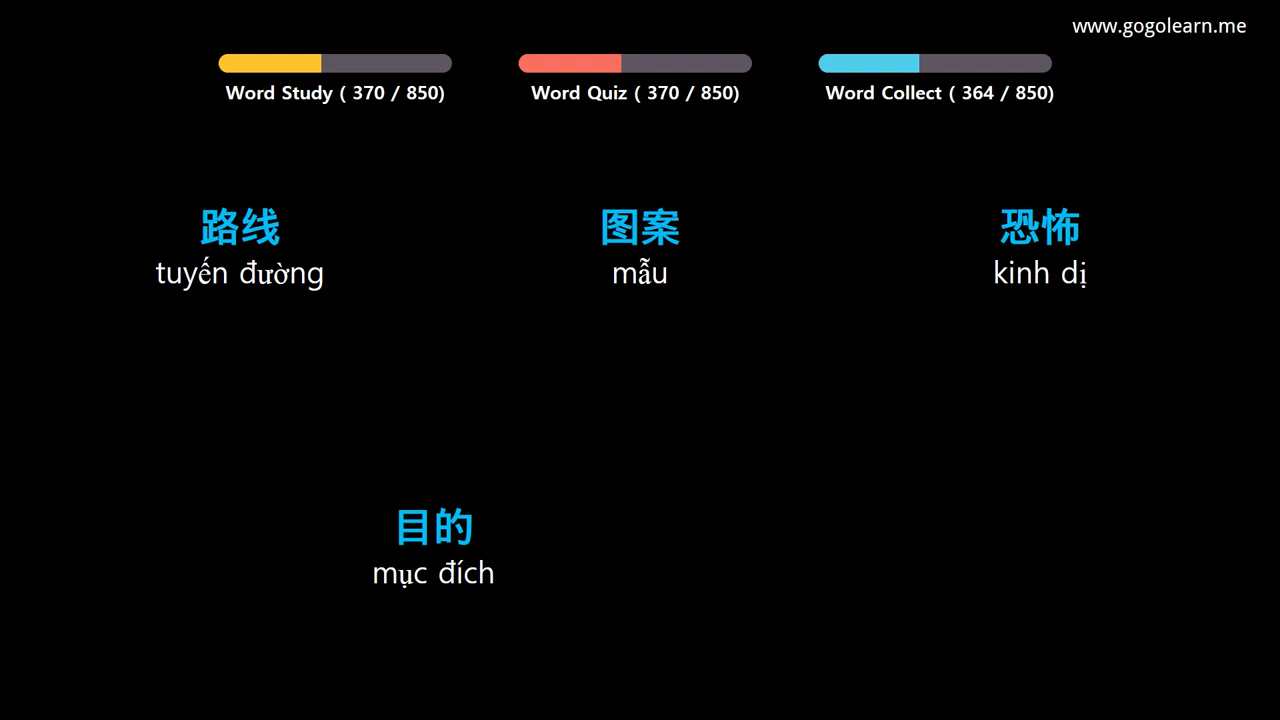 www.gogolearn.me
Word Study ( 370 / 850)
Word Quiz ( 370 / 850)
Word Collect ( 364 / 850)
路线
tuyến đường
图案
mẫu
恐怖
kinh dị
目的
mục đích